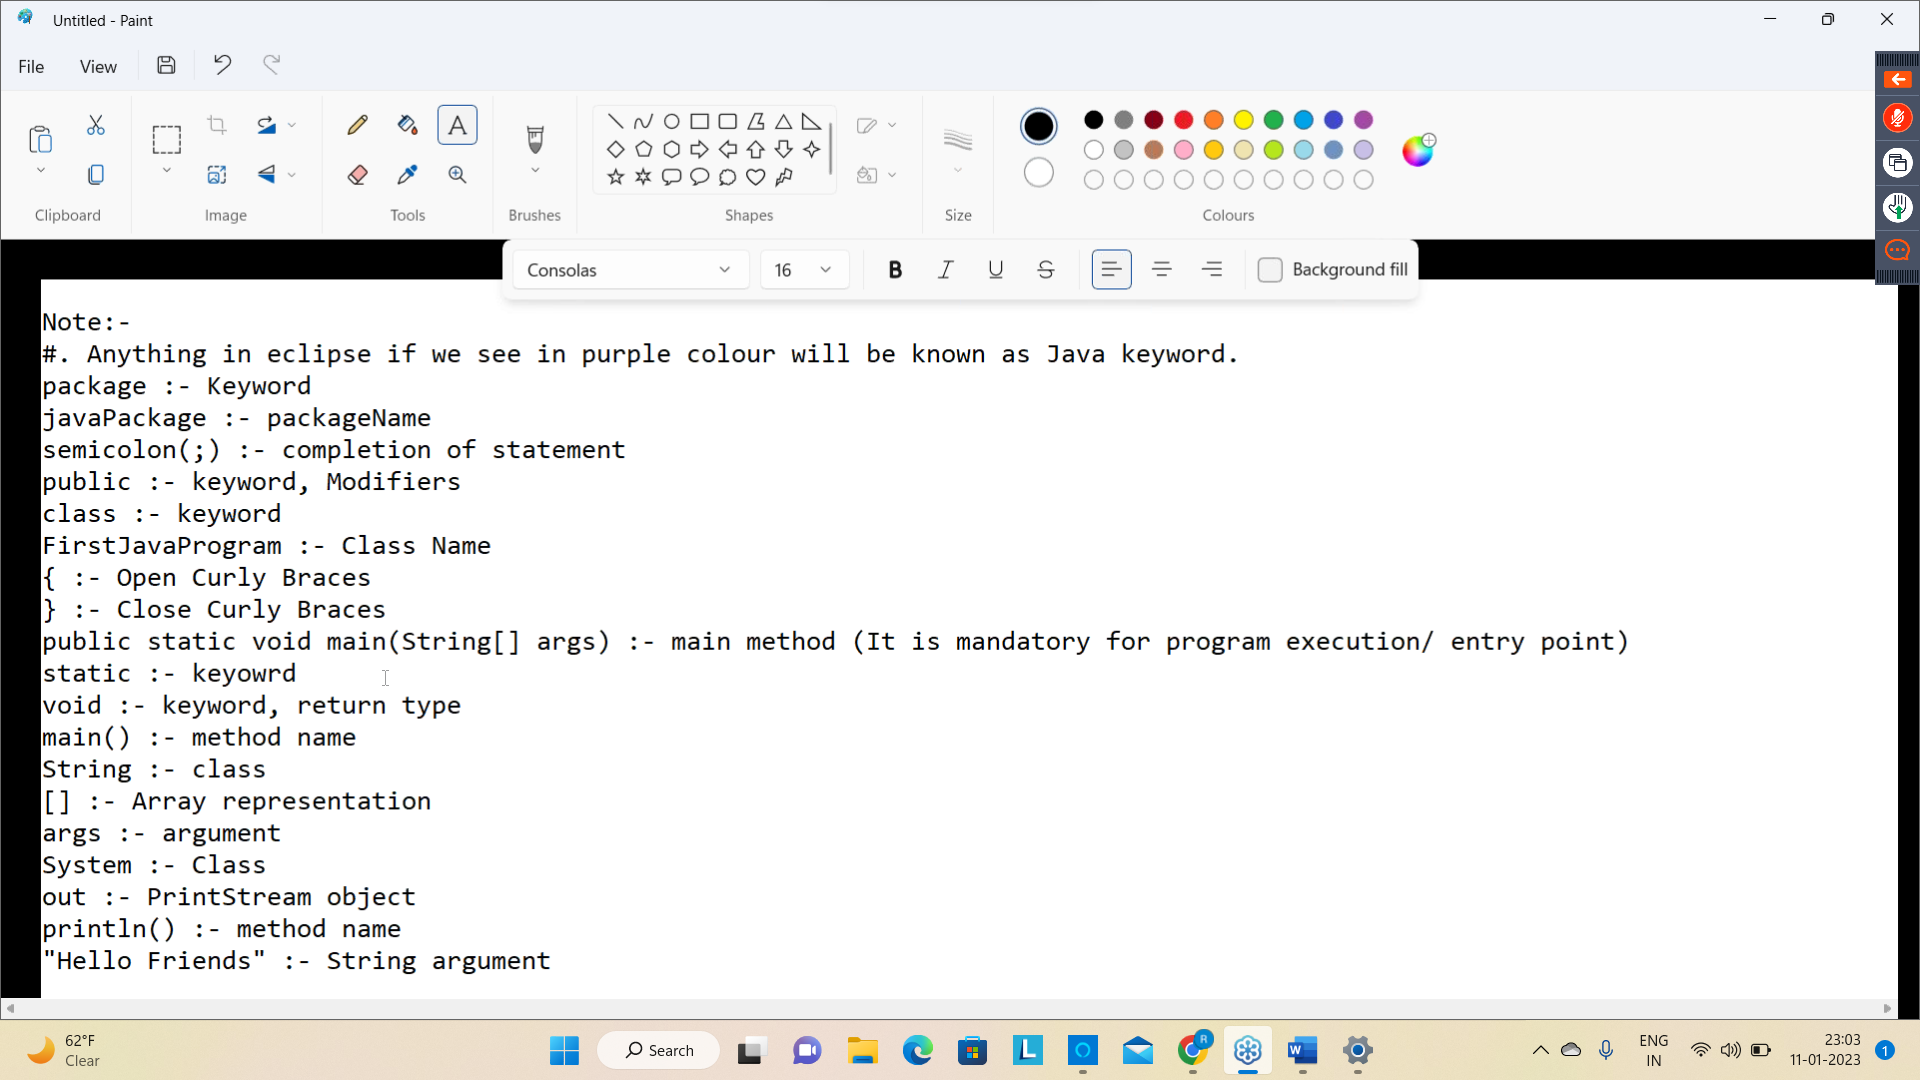 Untitled - Paint
File View
Clipboard Image Tools Brushes Shapes Size Colours
Consolas 16 B I U S Background fill
Note:-
#. Anything in eclipse if we see in purple colour will be known as Java keyword.
package :- Keyword
javaPackage :- packageName
semicolon(;) :- completion of statement
public :- keyword, Modifiers
class :- keyword
FirstJavaProgram :- Class Name
{ :- Open Curly Braces
} :- Close Curly Braces
public static void main(String[] args) :- main method (It is mandatory for program execution/ entry point)
static :- keyowrd
void :- keyword, return type
main() :- method name
String :- class
[] :- Array representation
args :- argument
System :- Class
out :- PrintStream object
println() :- method name
"Hello Friends" :- String argument
62°F
Clear
Search
R
ENG
IN
23:03
11-01-2023
1